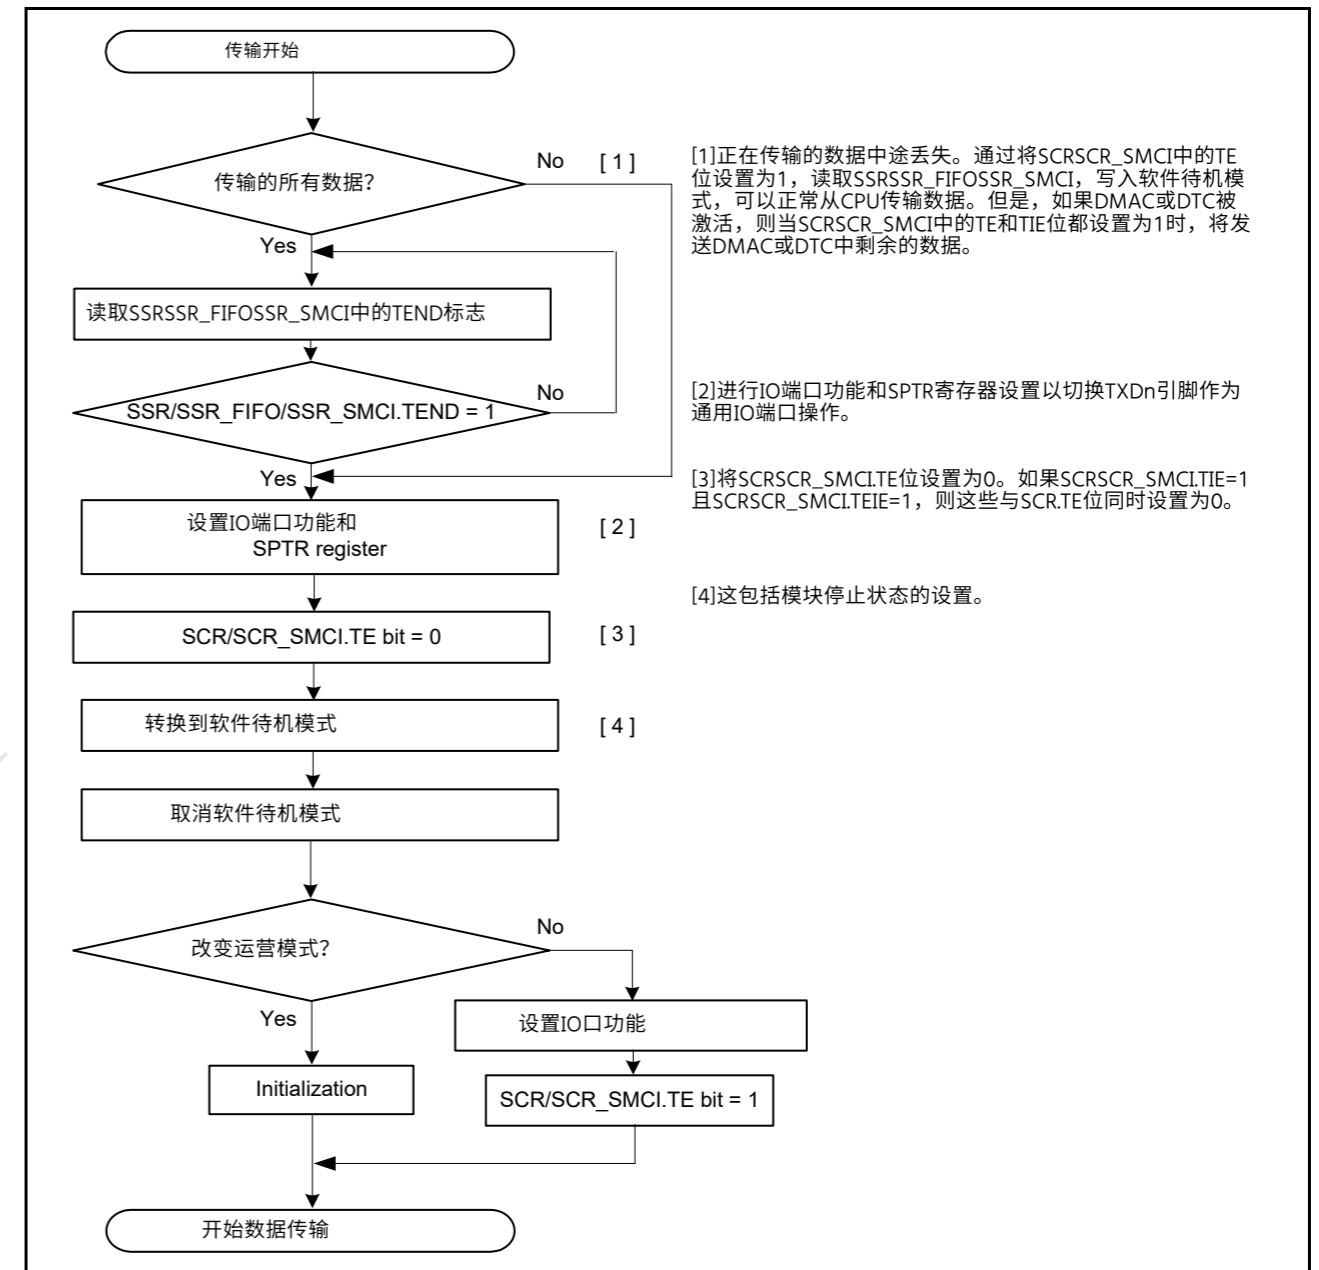 传输开始
传输的所有数据?
No
[ 1 ]
[1]正在传输的数据中途丢失。通过将SCRSCR_SMCI中的TE
位设置为1，读取SSRSSR_FIFOSSR_SMCI，写入软件待机模
式，可以正常从CPU传输数据。但是，如果DMAC或DTC被
激活，则当SCRSCR_SMCI中的TE和TIE位都设置为1时，将发
送DMAC或DTC中剩余的数据。
Yes
读取SSRSSR_FIFOSSR_SMCI中的TEND标志
SSR/SSR_FIFO/SSR_SMCI.TEND = 1
No
[2]进行IO端口功能和SPTR寄存器设置以切换TXDn引脚作为
通用IO端口操作。
Yes
[3]将SCRSCR_SMCI.TE位设置为0。如果SCRSCR_SMCI.TIE=1
且SCRSCR_SMCI.TEIE=1，则这些与SCR.TE位同时设置为0。
设置IO端口功能和
SPTR register
[ 2 ]
[4]这包括模块停止状态的设置。
SCR/SCR_SMCI.TE bit = 0
[ 3 ]
转换到软件待机模式
[ 4 ]
取消软件待机模式
改变运营模式?
No
Yes
设置IO口功能
Initialization
SCR/SCR_SMCI.TE bit = 1
开始数据传输